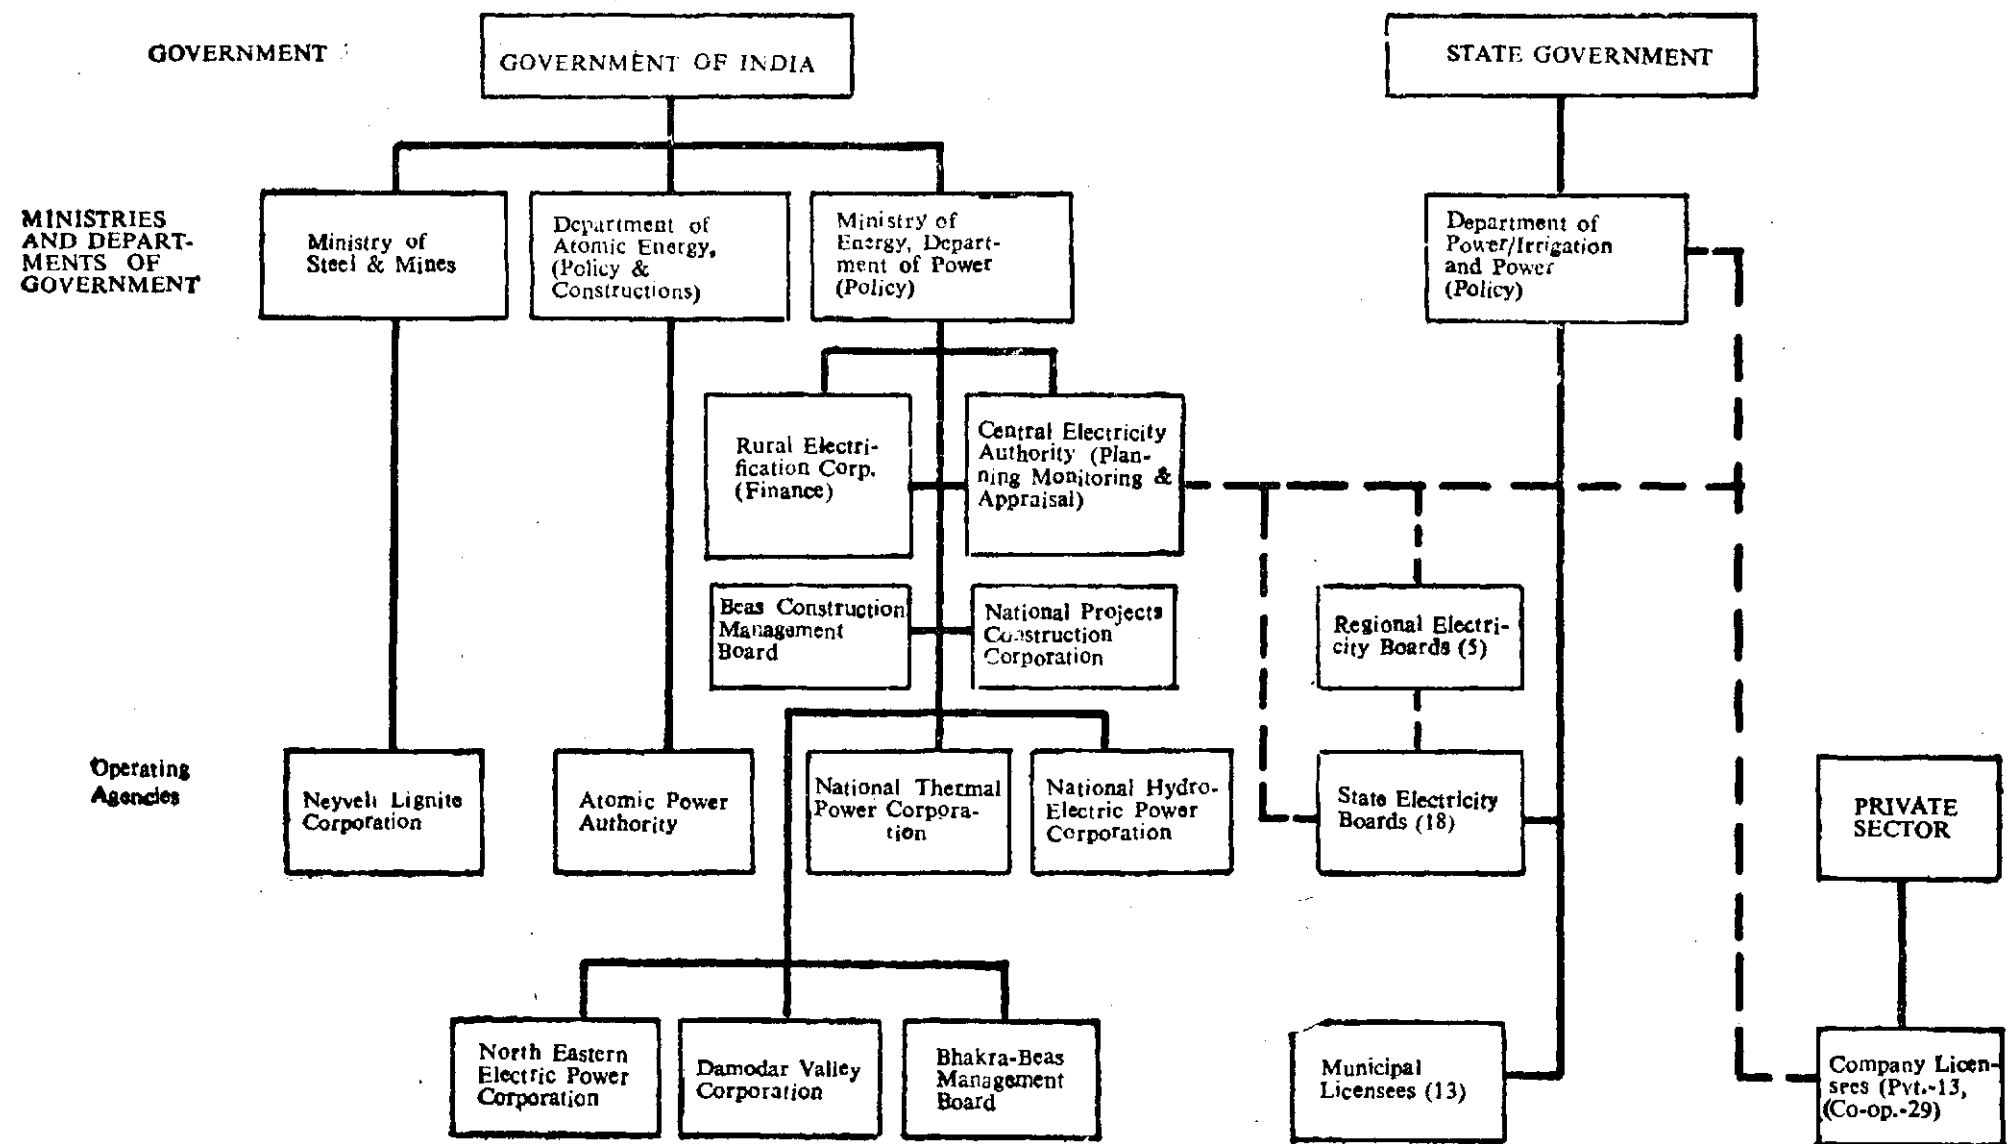 GOVERNMENT
GOVERNMENT OF INDIA
STATE GOVERNMENT
MINISTRIES
AND DEPART-
MENTS OF
GOVERNMENT
Ministry of
Steel & Mines
Department of
Atomic Energy,
(Policy &
Constructions)
Ministry of
Energy, Depart-
ment of Power
(Policy)
Department of
Power/Irrigation
and Power
(Policy)
Rural Electri-
fication Corp.
(Finance)
Central Electricity
Authority (Plan-
ning Monitoring &
Appraisal)
Beas Construction
Management
Board
National Projects
Construction
Corporation
Regional Electri-
city Boards (5)
Operating
Agencies
Neyveli Lignite
Corporation
Atomic Power
Authority
National Thermal
Power Corpora-
tion
National Hydro-
Electric Power
Corporation
State Electricity
Boards (18)
PRIVATE
SECTOR
North Eastern
Electric Power
Corporation
Damodar Valley
Corporation
Bhakra-Beas
Management
Board
Municipal
Licensees (13)
Company Licen-
sees (Pvt.-13,
(Co-op.-29)